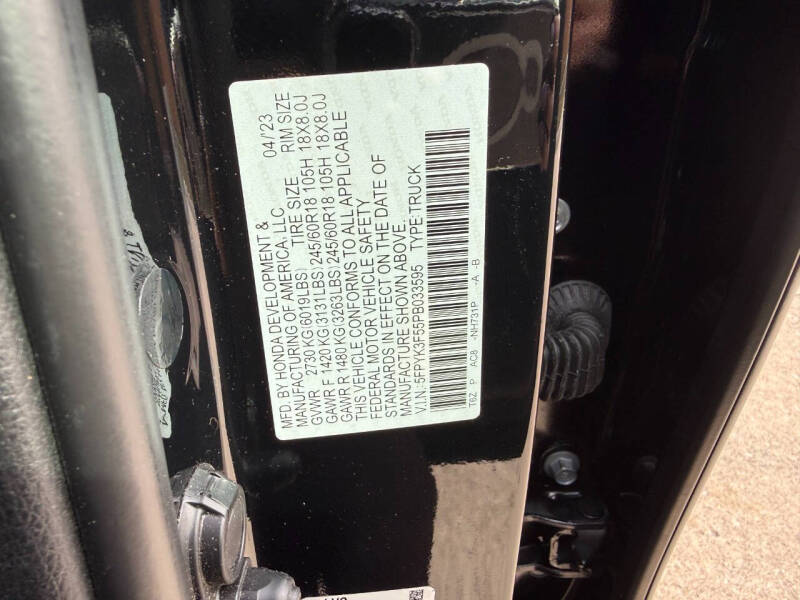 MFD. BY HONDA DEVELOPMENT & 04/'23
MANUFACTURING OF AMERICA, LLC TIRE SIZE RIM SIZE
GVWR 2730 KG(6019LBS)
GAWR F 1420 KG(3131LBS) 245/60R18 105H 18X8.0J
GAWR R 1480 KG(3263LBS) 245/60R18 105H 18X8.0J
THIS VEHICLE CONFORMS TO ALL APPLICABLE
FEDERAL MOTOR VEHICLE SAFETY
STANDARDS IN EFFECT ON THE DATE OF
MANUFACTURE SHOWN ABOVE.
V.I.N.:5FPYK3F55PB033595 TYPE:TRUCK
T6Z P AC8 -NH731P -A -B